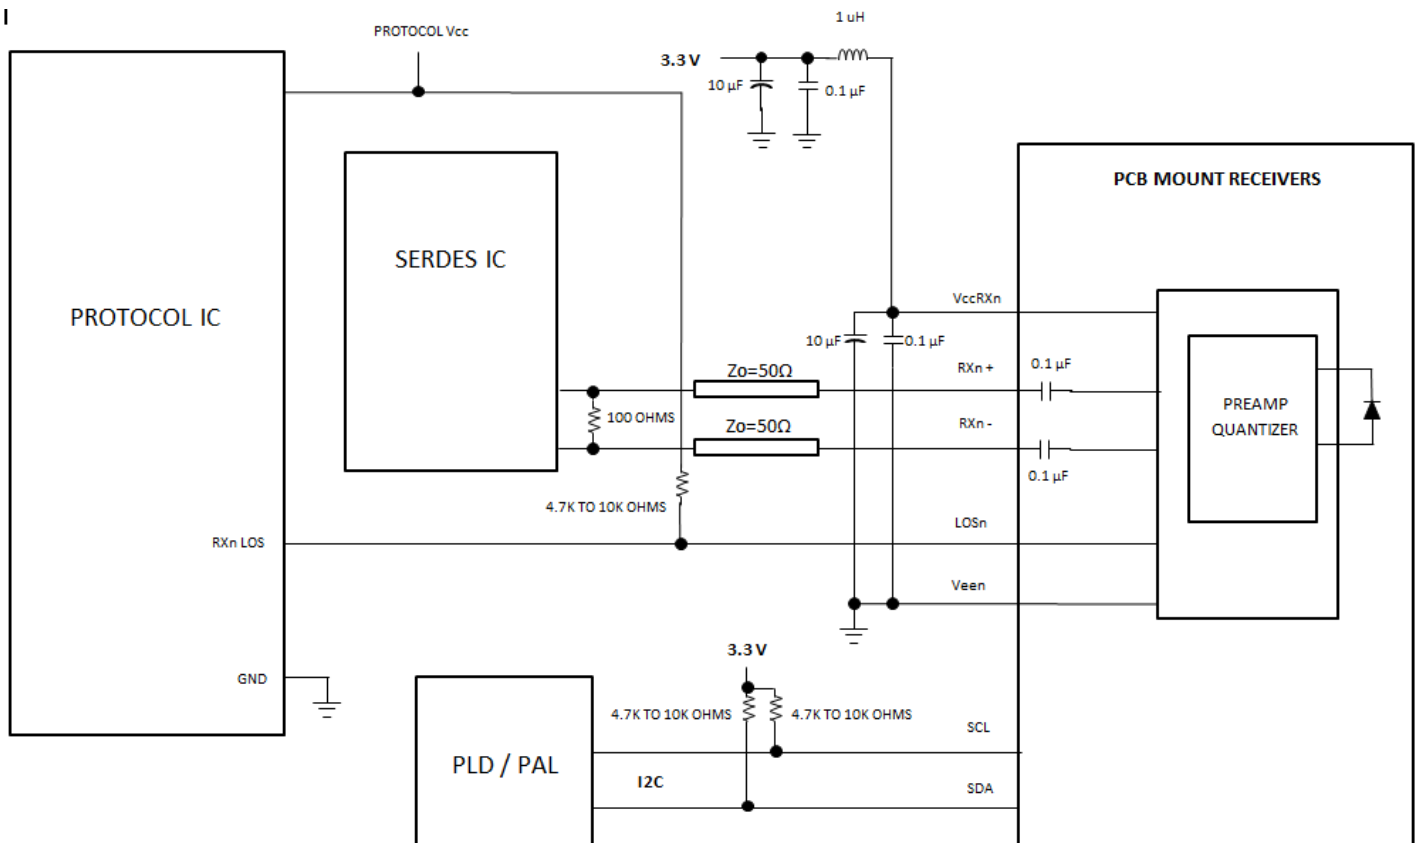 I
PROTOCOL Vcc
1 uH
3.3 V
10 µF
0.1 µF
PCB MOUNT RECEIVERS
SERDES IC
PROTOCOL IC
VccRXn
10 µF
0.1 µF
Zo=50Ω
RXn +
0.1 µF
100 OHMS
PREAMP
QUANTIZER
Zo=50Ω
RXn -
0.1 µF
4.7K TO 10K OHMS
LOSn
RXn LOS
Veen
3.3 V
GND
4.7K TO 10K OHMS
4.7K TO 10K OHMS
SCL
PLD / PAL
I2C
SDA